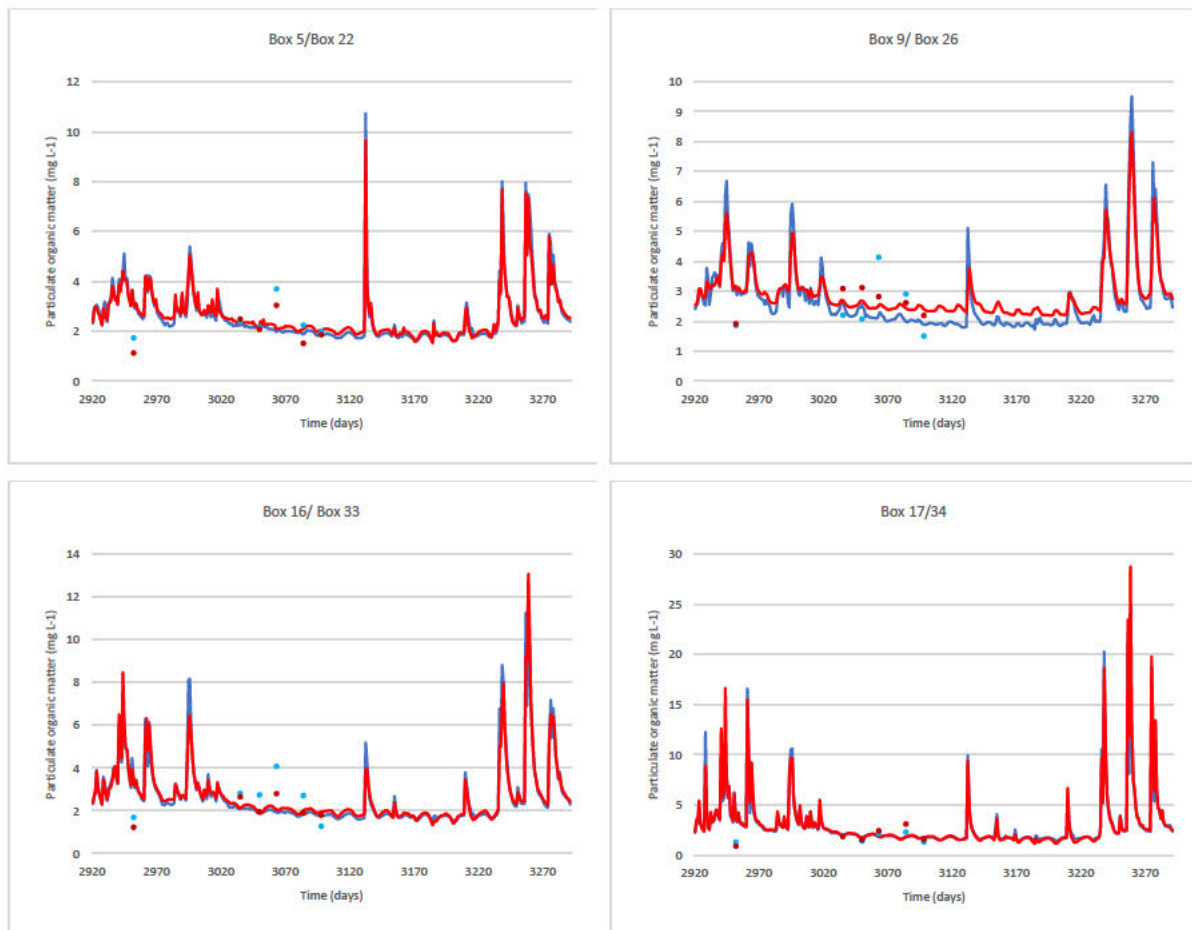 Box 5/Box 22
Particulate organic matter (mg L-1)
12
10
8
6
4
2
0
2920 2970 3020 3070 3120 3170 3220 3270
Time (days)
Box 9/ Box 26
Particulate organic matter (mg L-1)
10
9
8
7
6
5
4
3
2
1
0
2920 2970 3020 3070 3120 3170 3220 3270
Time (days)
Box 16/ Box 33
Particulate organic matter (mg L-1)
14
12
10
8
6
4
2
0
2920 2970 3020 3070 3120 3170 3220 3270
Time (days)
Box 17/34
Particulate organic matter (mg L-1)
30
25
20
15
10
5
0
2920 2970 3020 3070 3120 3170 3220 3270
Time (days)